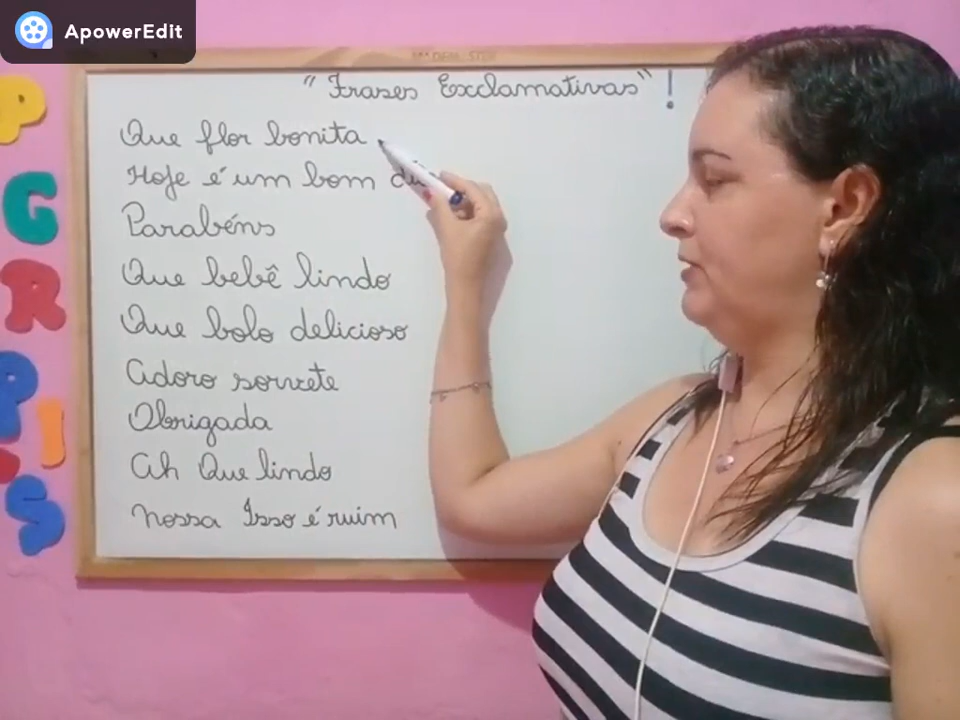 ApowerEdit
MADEM_STER
"Frases Exclamativas" !
Que flor bonita
Hoje é um bom
Parabéns
Que bebê lindo
Que bolo delicioso
Adoro sorvete
Obrigada
Ah Que lindo
Nossa Isso é ruim
P
G
R
P
I
S